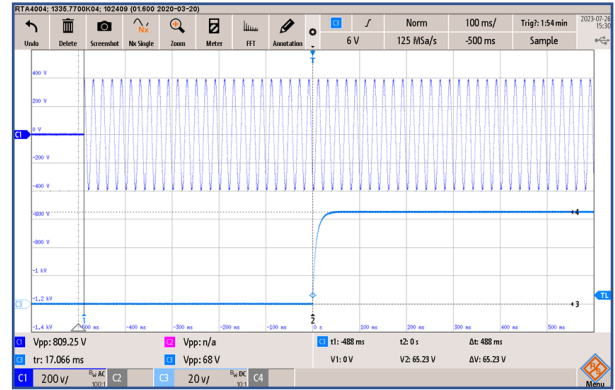 RTA4004; 1335.7700K04; 102409 (01.600 2020-03-20)
Undo Delete Screenshot Nx Single Zoom Meter FFT Annotation
C3 Norm 100 ms/ Trig?: 1:54 min 2023-07-26
15:30
6 V 125 MSa/s -500 ms Sample
T
400 V
200 V
C1 0 V
-200 V
-400 V
-600 V
4
-800 V
-1 kV
-1,2 kV
C3
3
TL
1 2
-1,4 kV
-400 ms -300 ms -200 ms -100 ms 0 s 100 ms 200 ms 300 ms 400 ms 500 ms
C1 Vpp: 809.25 V C2 Vpp: n/a C3 t1: -488 ms t2: 0 s Δt: 488 ms
C3 tr: 17.066 ms C3 Vpp: 68 V V1: 0 V V2: 65.23 V ΔV: 65.23 V
C1 200 V/ Bw AC 100:1 C2 C3 20 V/ Bw DC 100:1 C4
Menu